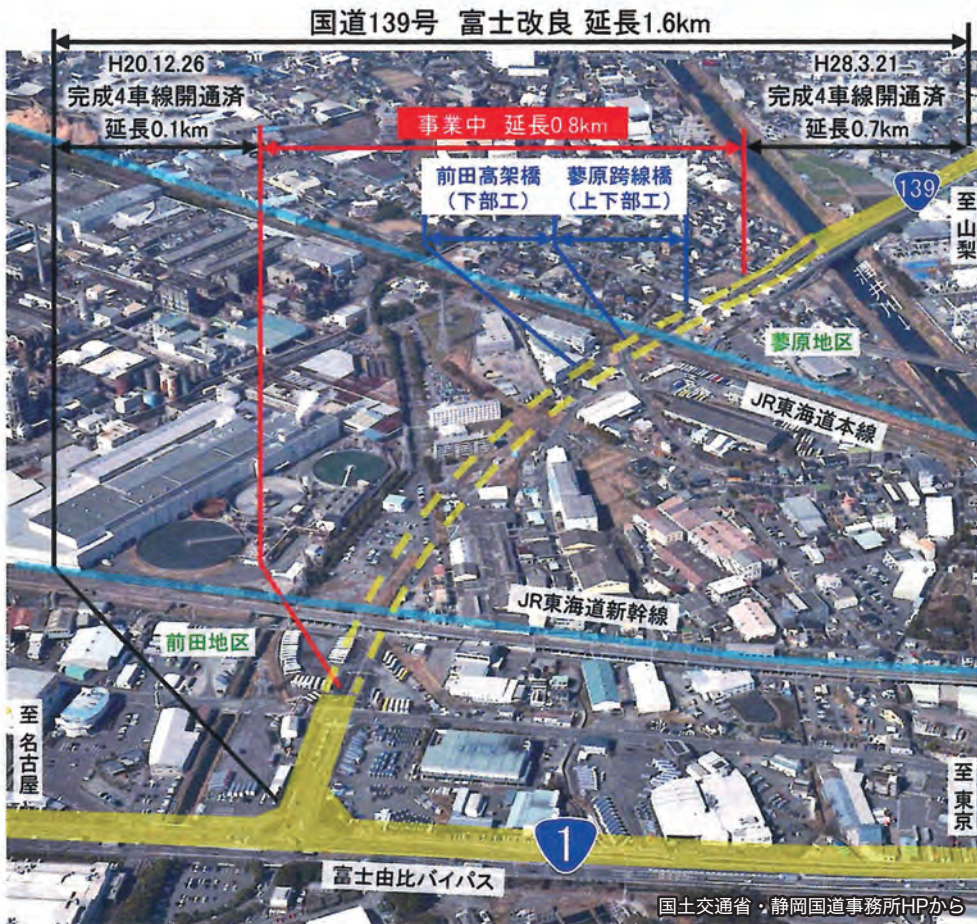 国道139号 富士改良 延長1.6km
H20.12.26
完成4車線開通済
延長0.1km
事業中 延長0.8km
H28.3.21
完成4車線開通済
延長0.7km
前田高架橋
（下部工）
蓼原跨線橋
（上下部工）
139
至 山梨
潤井川
蓼原地区
JR東海道本線
JR東海道新幹線
前田地区
至 名古屋
至 東京
1
富士由比バイパス
国土交通省・静岡国道事務所HPから